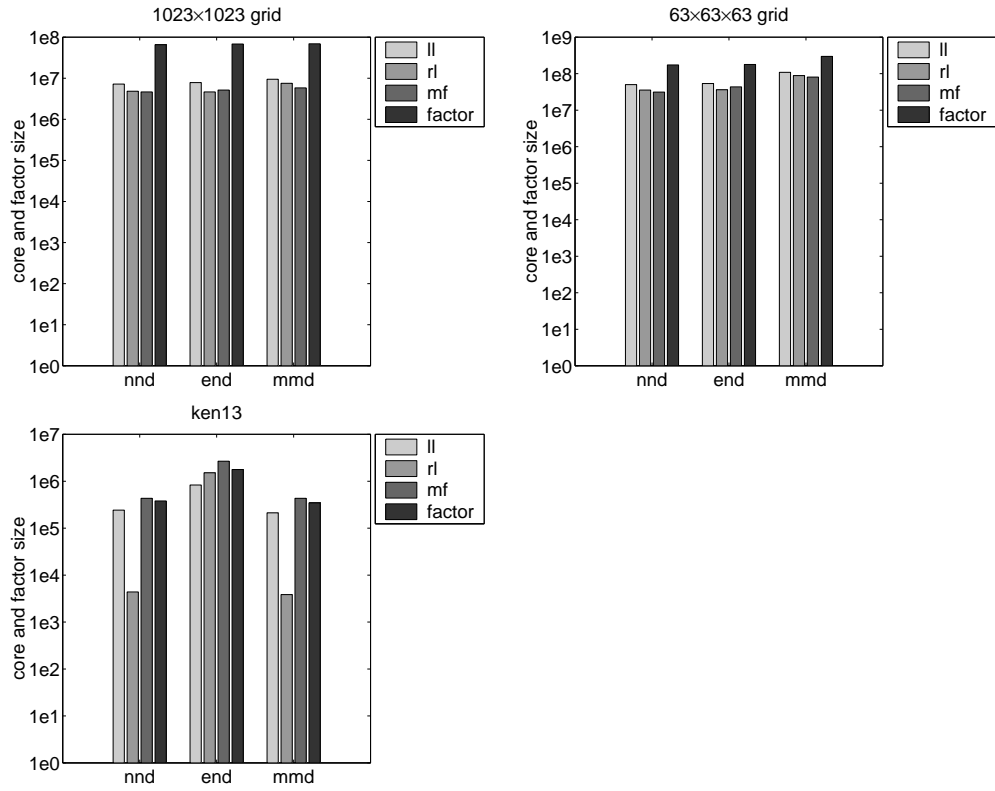 1023×1023 grid
1e8
1e7
1e6
1e5
1e4
1e3
1e2
1e1
1e0
core and factor size
nnd
end
mmd
ll
rl
mf
factor
63×63×63 grid
1e9
1e8
1e7
1e6
1e5
1e4
1e3
1e2
1e1
1e0
core and factor size
nnd
end
mmd
ll
rl
mf
factor
ken13
1e7
1e6
1e5
1e4
1e3
1e2
1e1
1e0
core and factor size
nnd
end
mmd
ll
rl
mf
factor